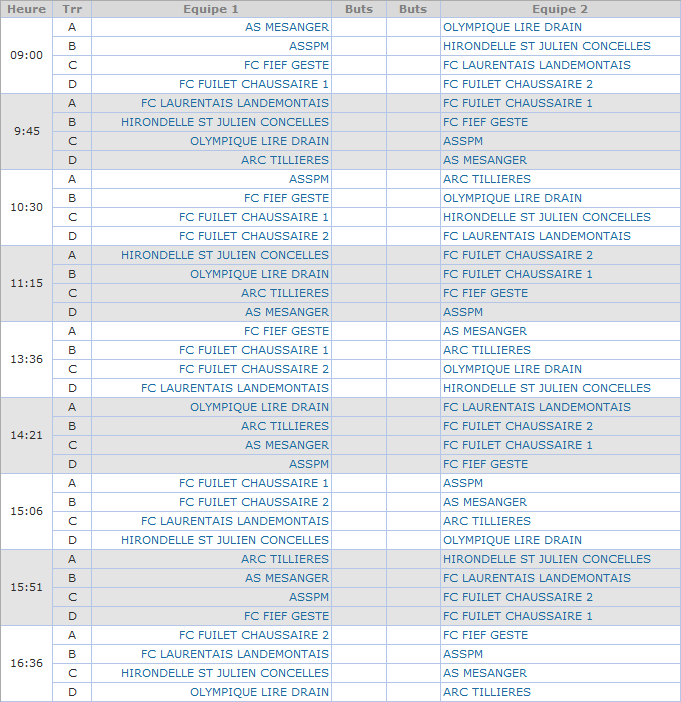 Heure Trr Equipe 1 Buts Buts Equipe 2
09:00 A AS MESANGER OLYMPIQUE LIRE DRAIN
B ASSPM HIRONDELLE ST JULIEN CONCELLES
C FC FIEF GESTE FC LAURENTAIS LANDEMONTAIS
D FC FUILET CHAUSSAIRE 1 FC FUILET CHAUSSAIRE 2
9:45 A FC LAURENTAIS LANDEMONTAIS FC FUILET CHAUSSAIRE 1
B HIRONDELLE ST JULIEN CONCELLES FC FIEF GESTE
C OLYMPIQUE LIRE DRAIN ASSPM
D ARC TILLIERES AS MESANGER
10:30 A ASSPM ARC TILLIERES
B FC FIEF GESTE OLYMPIQUE LIRE DRAIN
C FC FUILET CHAUSSAIRE 1 HIRONDELLE ST JULIEN CONCELLES
D FC FUILET CHAUSSAIRE 2 FC LAURENTAIS LANDEMONTAIS
11:15 A HIRONDELLE ST JULIEN CONCELLES FC FUILET CHAUSSAIRE 2
B OLYMPIQUE LIRE DRAIN FC FUILET CHAUSSAIRE 1
C ARC TILLIERES FC FIEF GESTE
D AS MESANGER ASSPM
13:36 A FC FIEF GESTE AS MESANGER
B FC FUILET CHAUSSAIRE 1 ARC TILLIERES
C FC FUILET CHAUSSAIRE 2 OLYMPIQUE LIRE DRAIN
D FC LAURENTAIS LANDEMONTAIS HIRONDELLE ST JULIEN CONCELLES
14:21 A OLYMPIQUE LIRE DRAIN FC LAURENTAIS LANDEMONTAIS
B ARC TILLIERES FC FUILET CHAUSSAIRE 2
C AS MESANGER FC FUILET CHAUSSAIRE 1
D ASSPM FC FIEF GESTE
15:06 A FC FUILET CHAUSSAIRE 1 ASSPM
B FC FUILET CHAUSSAIRE 2 AS MESANGER
C FC LAURENTAIS LANDEMONTAIS ARC TILLIERES
D HIRONDELLE ST JULIEN CONCELLES OLYMPIQUE LIRE DRAIN
15:51 A ARC TILLIERES HIRONDELLE ST JULIEN CONCELLES
B AS MESANGER FC LAURENTAIS LANDEMONTAIS
C ASSPM FC FUILET CHAUSSAIRE 2
D FC FIEF GESTE FC FUILET CHAUSSAIRE 1
16:36 A FC FUILET CHAUSSAIRE 2 FC FIEF GESTE
B FC LAURENTAIS LANDEMONTAIS ASSPM
C HIRONDELLE ST JULIEN CONCELLES AS MESANGER
D OLYMPIQUE LIRE DRAIN ARC TILLIERES